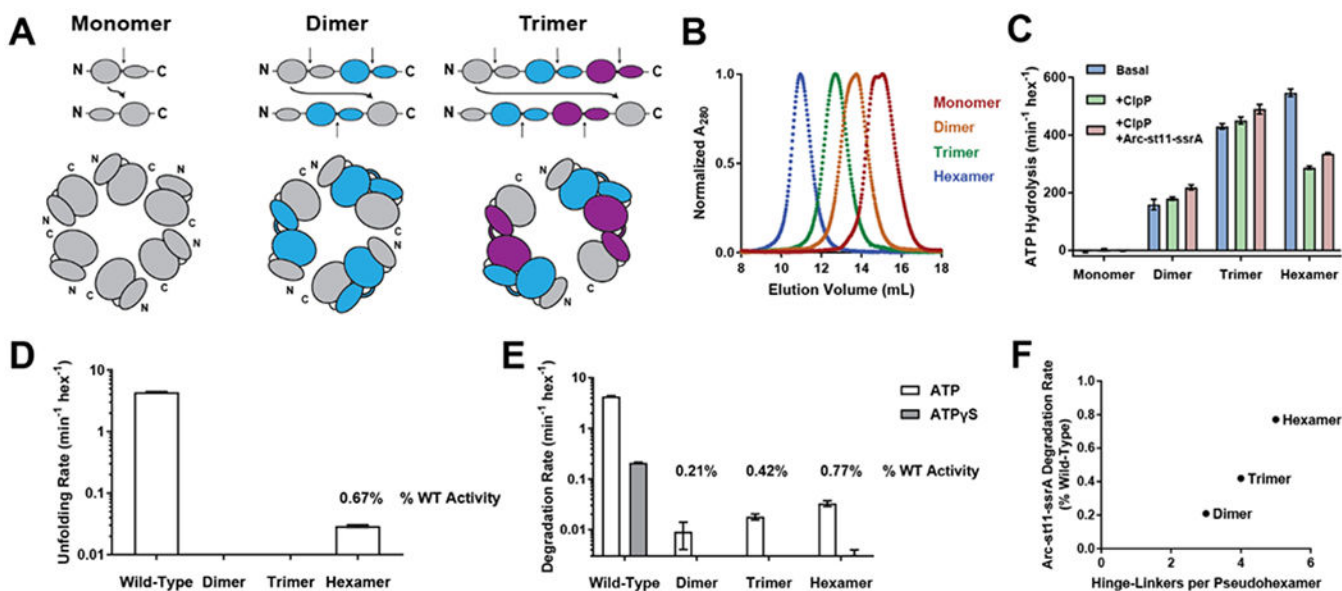 A
Monomer
Dimer
Trimer
N C
N C
N C
N C
N C
N C
N
N
C
C
C
N
N
C
C
N
C
N
N
C
C
N
N
C
C
N
B
Normalized A280
1.0
0.5
0.0
8 10 12 14 16 18
Elution Volume (mL)
Monomer
Dimer
Trimer
Hexamer
C
ATP Hydrolysis (min-1 hex-1)
600
400
200
0
Basal
+ClpP
+ClpP
+Arc-st11-ssrA
Monomer Dimer Trimer Hexamer
D
Unfolding Rate (min-1 hex-1)
10
1
0.1
0.01
0.67% % WT Activity
Wild-Type Dimer Trimer Hexamer
E
Degradation Rate (min-1 hex-1)
10
1
0.1
0.01
ATP
ATPγS
0.21% 0.42% 0.77% % WT Activity
Wild-Type Dimer Trimer Hexamer
F
Arc-st11-ssrA Degradation Rate
(% Wild-Type)
1.0
0.8
0.6
0.4
0.2
0.0
Hexamer
Trimer
Dimer
0 2 4 6
Hinge-Linkers per Pseudohexamer